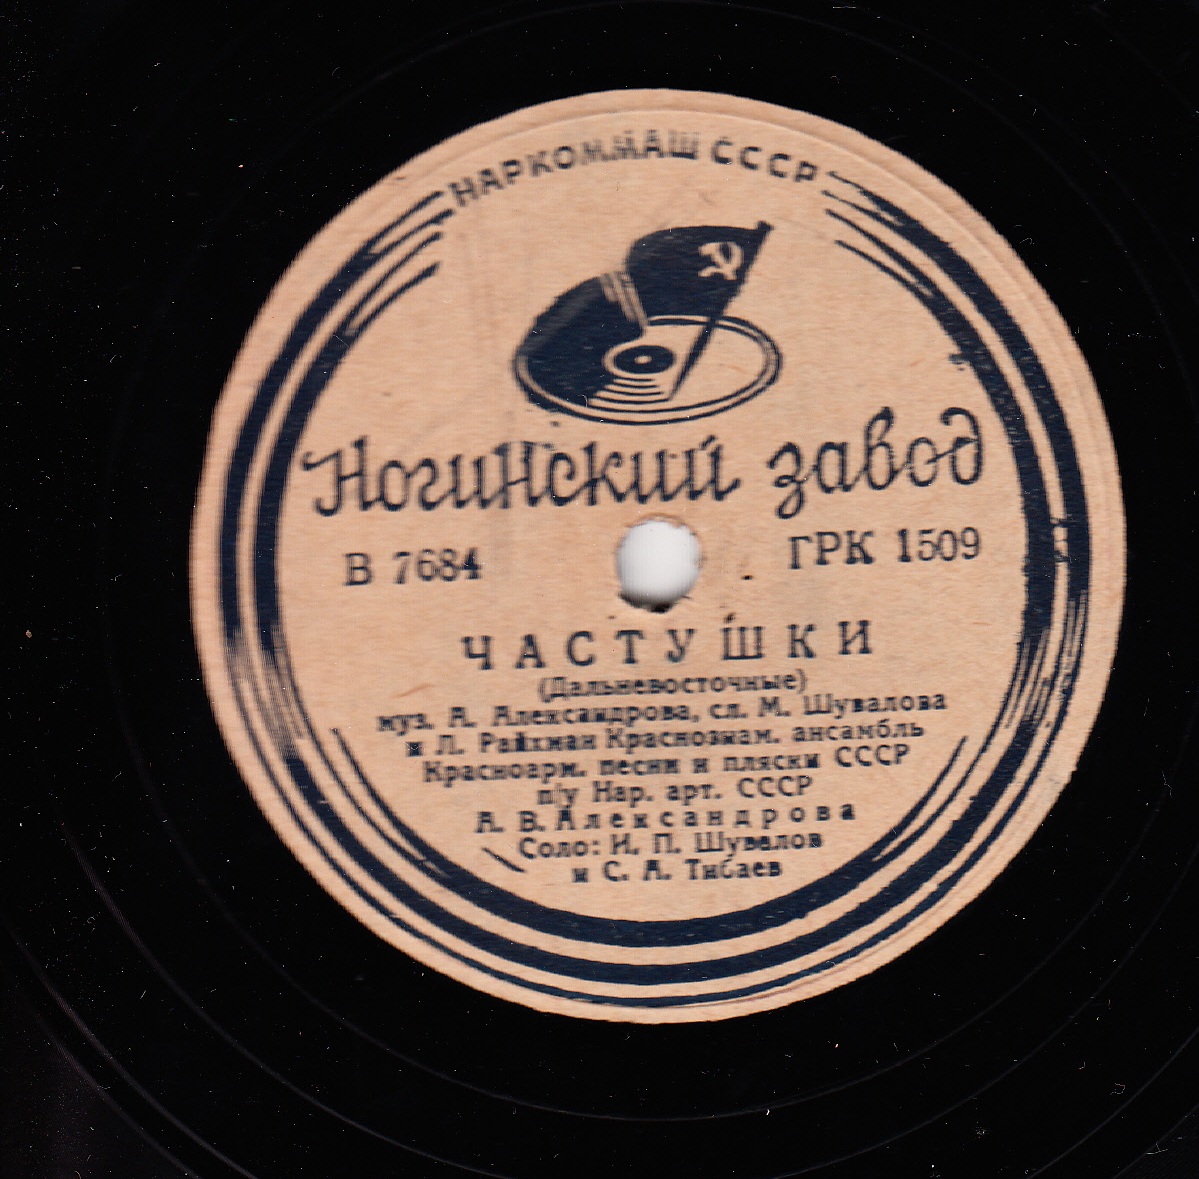 НАРКОММАШ СССР
Ногинский завод
В 7684 ГРК 1509
ЧАСТУШКИ
(Дальневосточные)
муз. А. Александрова, сл. М. Шувалова
и Л. Райхман Краснознам. ансамбль
Красноарм. песни и пляски СССР
п/у Нар. арт. СССР
А. В. Александрова
Соло: И. П. Шувалов
и С. А. Тибаев